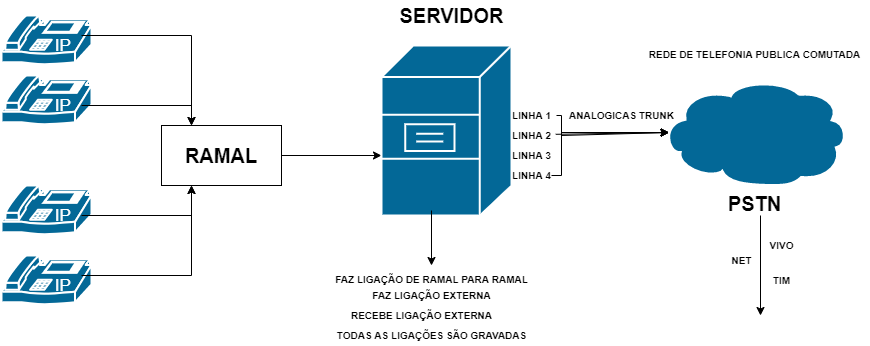 SERVIDOR
IP
IP
IP
IP
RAMAL
LINHA 1
LINHA 2
LINHA 3
LINHA 4
ANALOGICAS TRUNK
REDE DE TELEFONIA PUBLICA COMUTADA
PSTN
VIVO
NET
TIM
FAZ LIGAÇÃO DE RAMAL PARA RAMAL
FAZ LIGAÇÃO EXTERNA
RECEBE LIGAÇÃO EXTERNA
TODAS AS LIGAÇÕES SÃO GRAVADAS